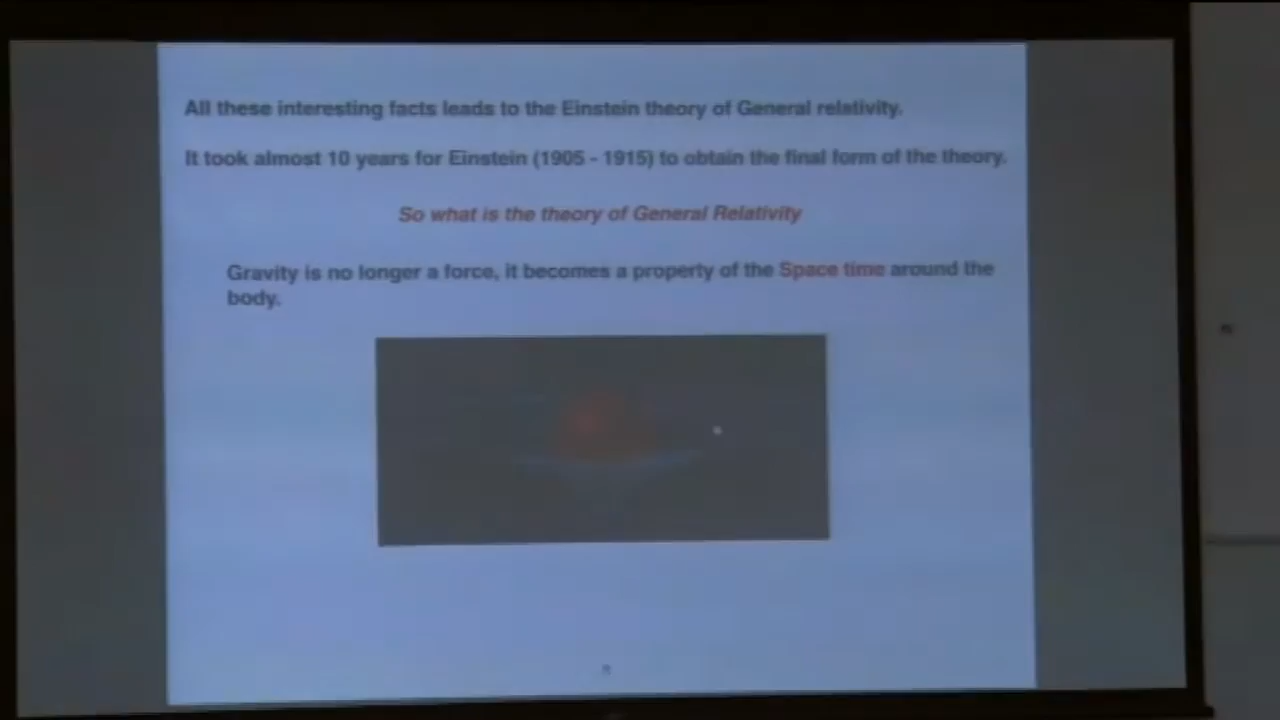 All these interesting facts leads to the Einstein theory of General relativity.
It took almost 10 years for Einstein (1905 - 1915) to obtain the final form of the theory.
So what is the theory of General Relativity
Gravity is no longer a force, it becomes a property of the Space time around the
body.